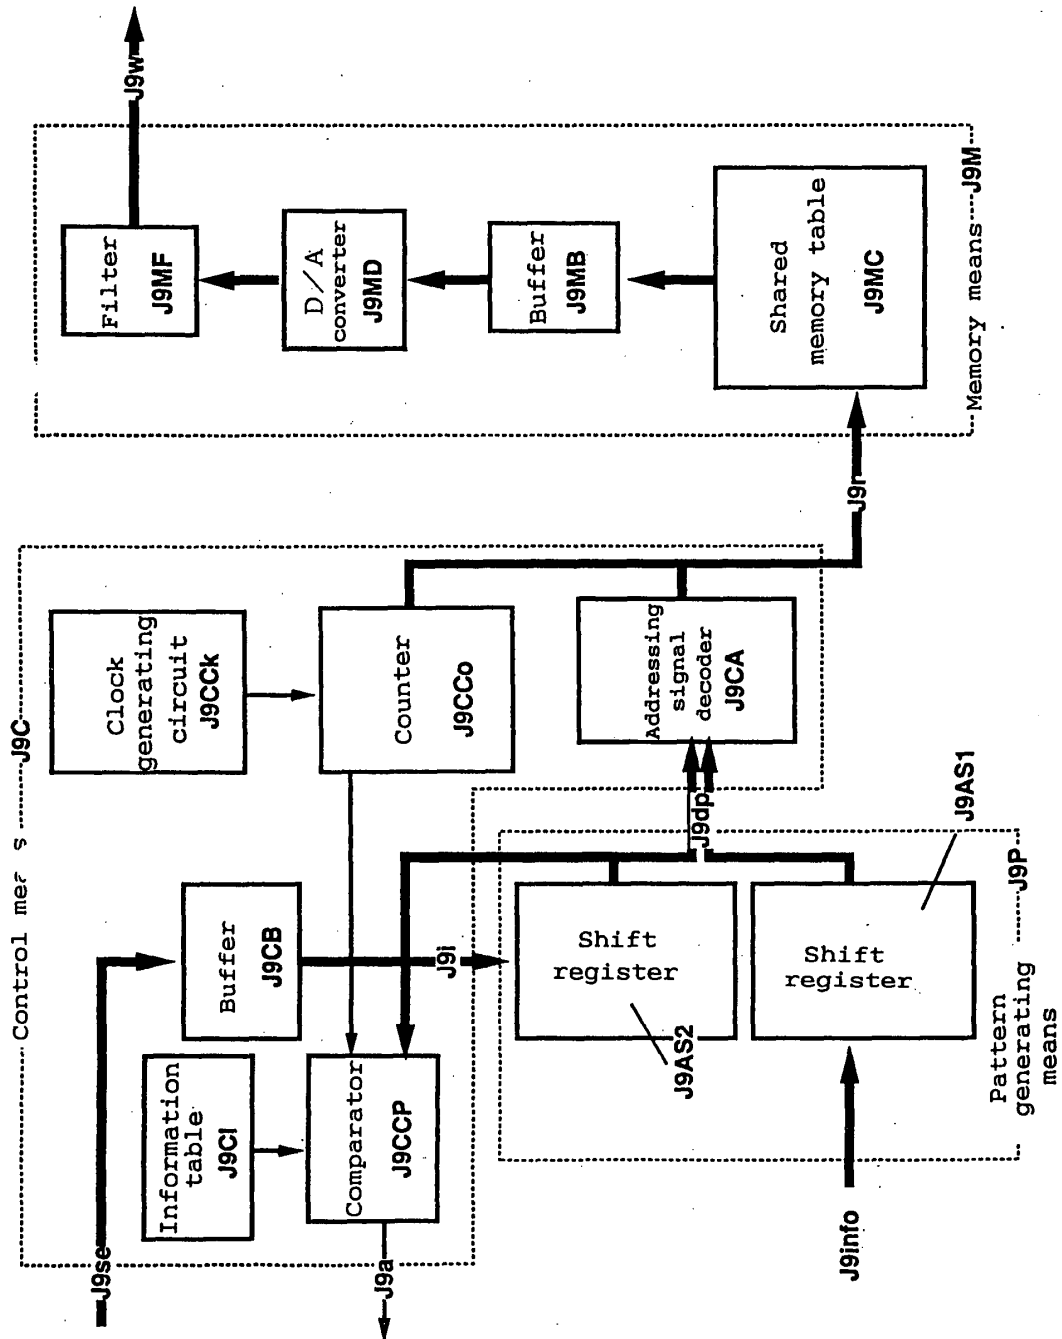 Control
J9C
J9se
Information
table
J9CI
Buffer
J9CB
Clock
generating
circuit
J9CCk
Comparator
J9CCP
Counter
J9CCo
J9a
J9i
Addressing
signal
decoder
J9CA
J9dp
Shift
register
J9AS2
Shift
register
J9AS1
J9P
Pattern
generating
means
J9info
J9w
Filter
J9MF
D/A
converter
J9MD
Buffer
J9MB
Shared
memory table
J9MC
Memory means
J9M